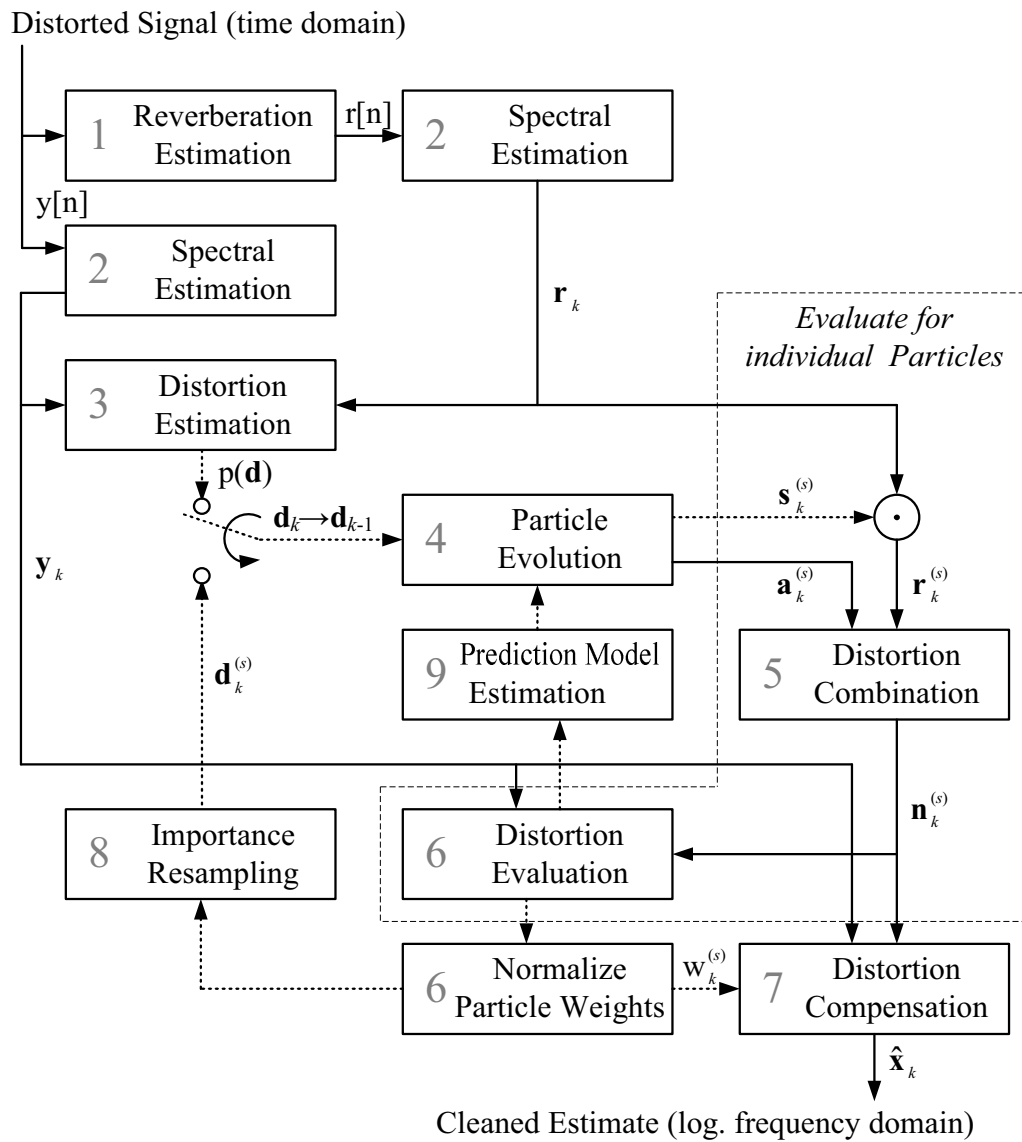 Distorted Signal (time domain)
1 Reverberation Estimation
r[n]
2 Spectral Estimation
y[n]
2 Spectral Estimation
r_k
Evaluate for
individual Particles
3 Distortion Estimation
p(d)
d_k→d_{k-1}
4 Particle Evolution
s_k^{(s)}
·
a_k^{(s)}
r_k^{(s)}
y_k
d_k^{(s)}
9 Prediction Model Estimation
5 Distortion Combination
n_k^{(s)}
8 Importance Resampling
6 Distortion Evaluation
6 Normalize Particle Weights
w_k^{(s)}
7 Distortion Compensation
x̂_k
Cleaned Estimate (log. frequency domain)